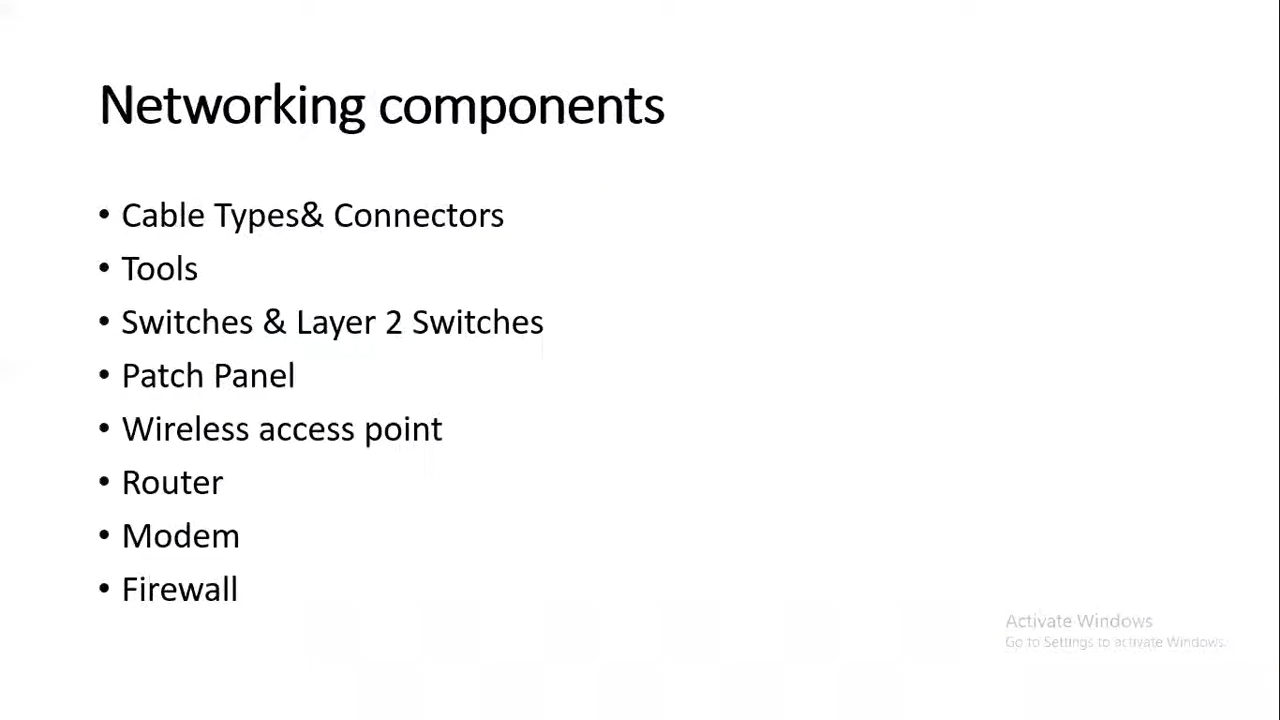 Networking components
• Cable Types& Connectors
• Tools
• Switches & Layer 2 Switches
• Patch Panel
• Wireless access point
• Router
• Modem
• Firewall
Activate Windows
Go to Settings to activate Windows.